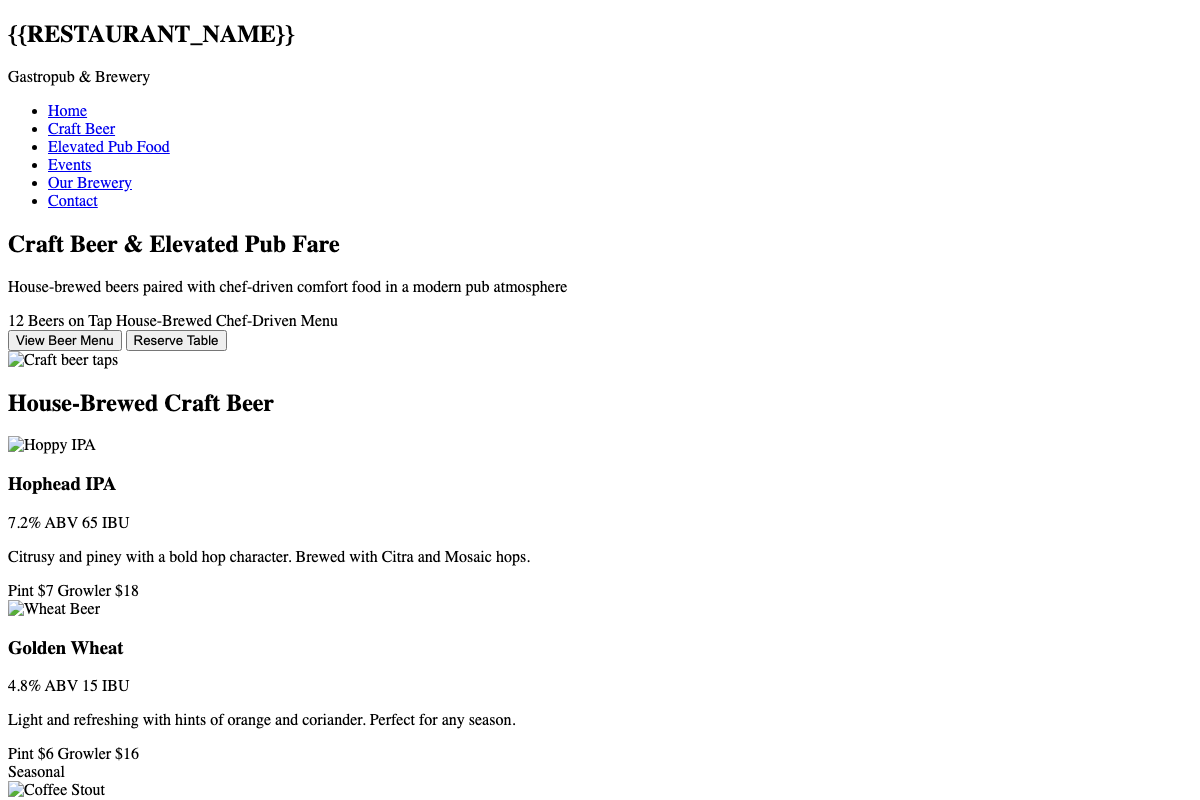 {{RESTAURANT_NAME}}
Gastropub & Brewery
Home
Craft Beer
Elevated Pub Food
Events
Our Brewery
Contact
Craft Beer & Elevated Pub Fare
House-brewed beers paired with chef-driven comfort food in a modern pub atmosphere
12 Beers on Tap House-Brewed Chef-Driven Menu
View Beer Menu Reserve Table
Craft beer taps
House-Brewed Craft Beer
Hoppy IPA
Hophead IPA
7.2% ABV 65 IBU
Citrusy and piney with a bold hop character. Brewed with Citra and Mosaic hops.
Pint $7 Growler $18
Wheat Beer
Golden Wheat
4.8% ABV 15 IBU
Light and refreshing with hints of orange and coriander. Perfect for any season.
Pint $6 Growler $16
Seasonal
Coffee Stout